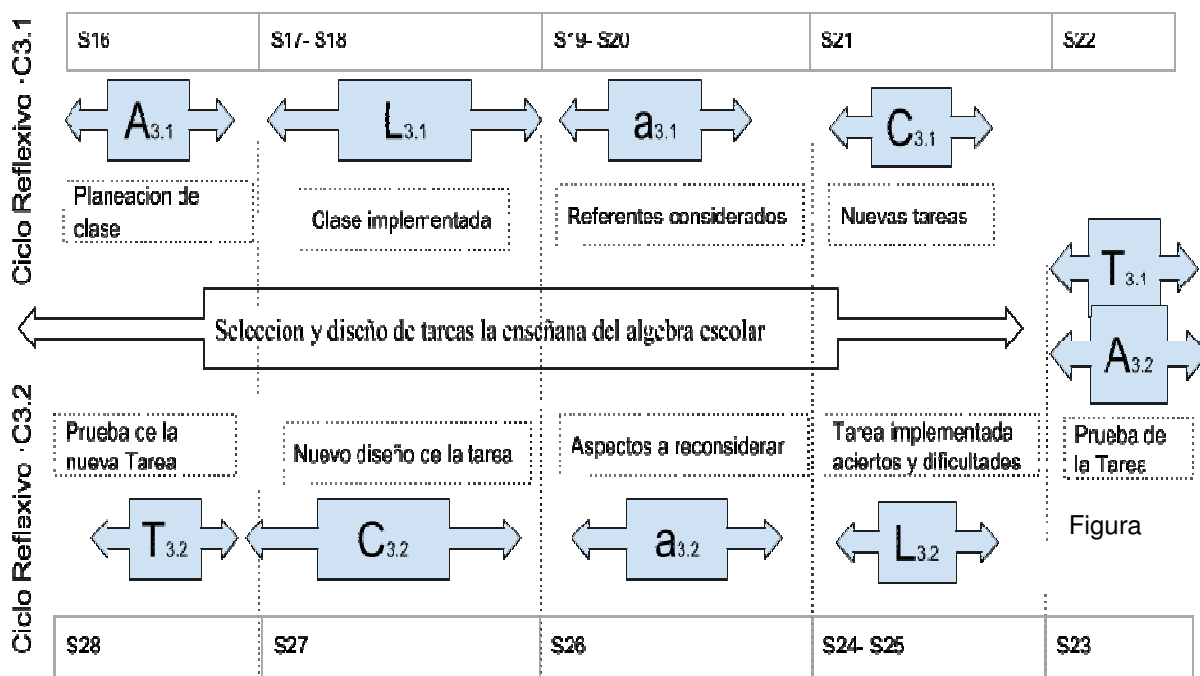 Ciclo Reflexivo ·C3.1
S16
S17- S18
S19- S20
S21
S22
A3.1
L3.1
a3.1
C3.1
Planeacion de
clase
Clase implementada
Referentes considerados
Nuevas tareas
T3.1
Seleccion y diseño de tareas la enseñana del algebra escolar
A3.2
Ciclo Reflexivo ·C3.2
Prueba ce la
nueva Tarea
Nuevo diseño ce la tarea
Aspectos a reconsiderar
Tarea implementada
aciertos y dificultades
Prueba de
la Tarea
T3.2
C3.2
a3.2
L3.2
Figura
S28
S27
S26
S24- S25
S23